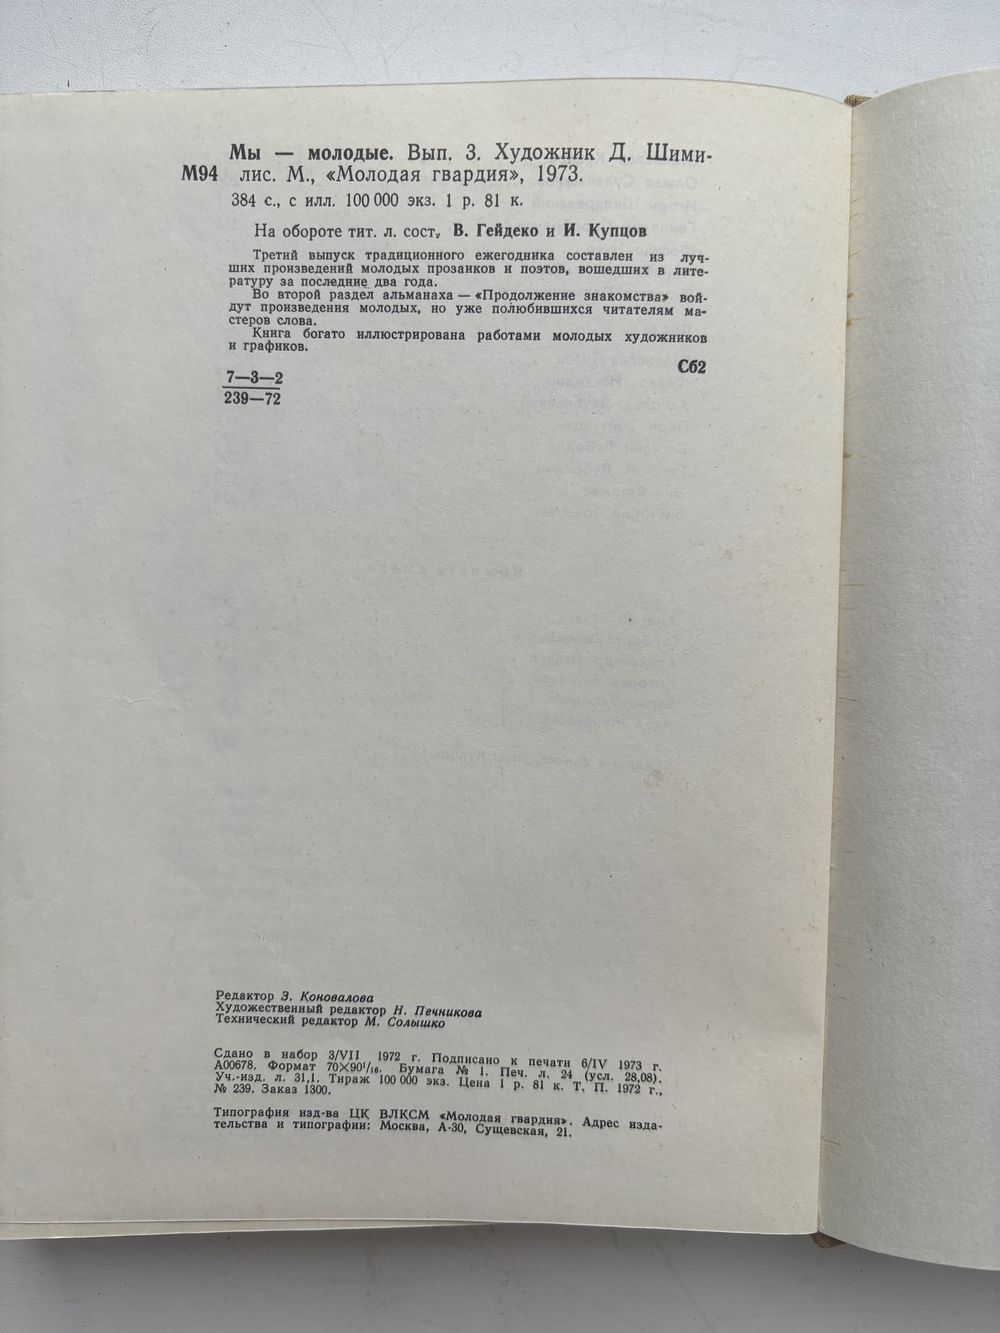 Мы — молодые. Вып. 3. Художник Д. Шими-
М94 лис. М., «Молодая гвардия», 1973.
384 с., с илл. 100 000 экз. 1 р. 81 к.
На обороте тит. л. сост, В. Гейдеко и И. Купцов
Третий выпуск традиционного ежегодника составлен из луч-
ших произведений молодых прозаиков и поэтов, вошедших в лите-
ратуру за последние два года.
Во второй раздел альманаха — «Продолжение знакомства» вой-
дут произведения молодых, но уже полюбившихся читателям ма-
стеров слова.
Книга богато иллюстрирована работами молодых художников
и графиков.
7—3—2
239—72
Сб2
Редактор З. Коновалова
Художественный редактор Н. Печникова
Технический редактор М. Солышко
Сдано в набор 3/VII 1972 г. Подписано к печати 6/IV 1973 г.
А00678. Формат 70×90¹/₁₆. Бумага № 1. Печ. л. 24 (усл. 28,08).
Уч.-изд. л. 31,1. Тираж 100 000 экз. Цена 1 р. 81 к. Т. П. 1972 г.,
№ 239. Заказ 1300.
Типография изд-ва ЦК ВЛКСМ «Молодая гвардия». Адрес изда-
тельства и типографии: Москва, А-30, Сущевская, 21.